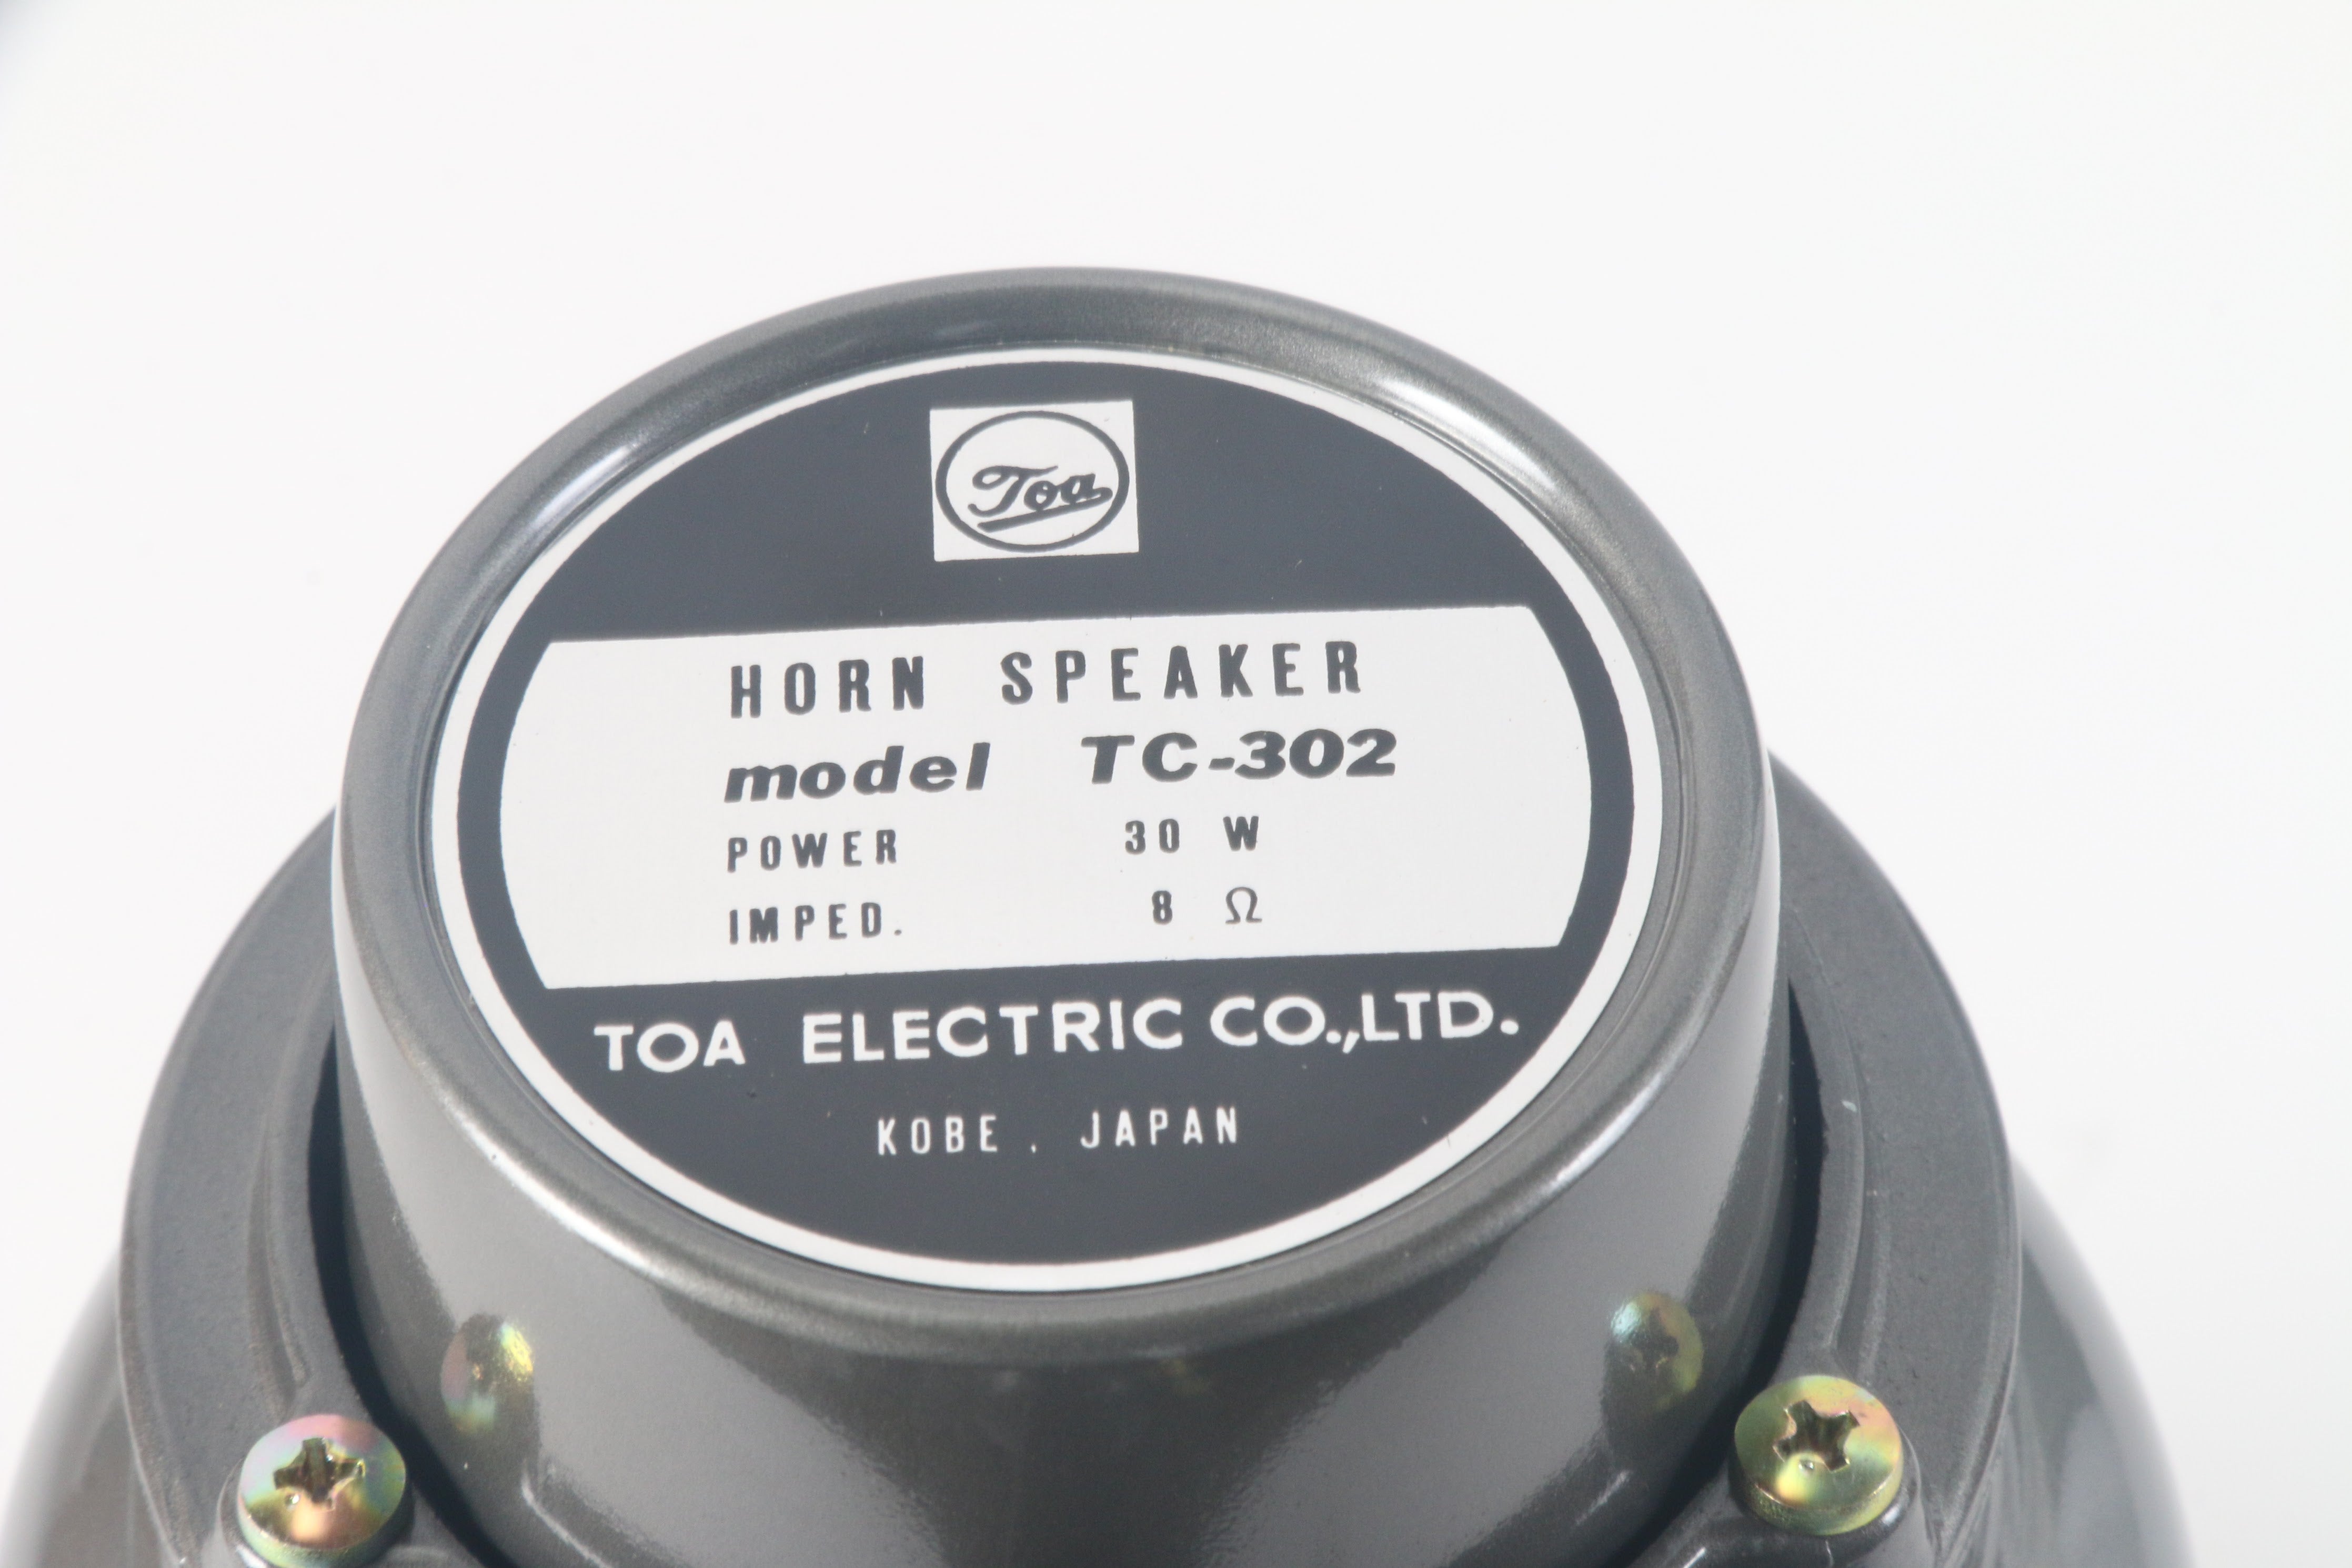 Toa
HORN SPEAKER
model TC-302
POWER 30 W
IMPED. 8 Ω
TOA ELECTRIC CO.,LTD.
KOBE . JAPAN